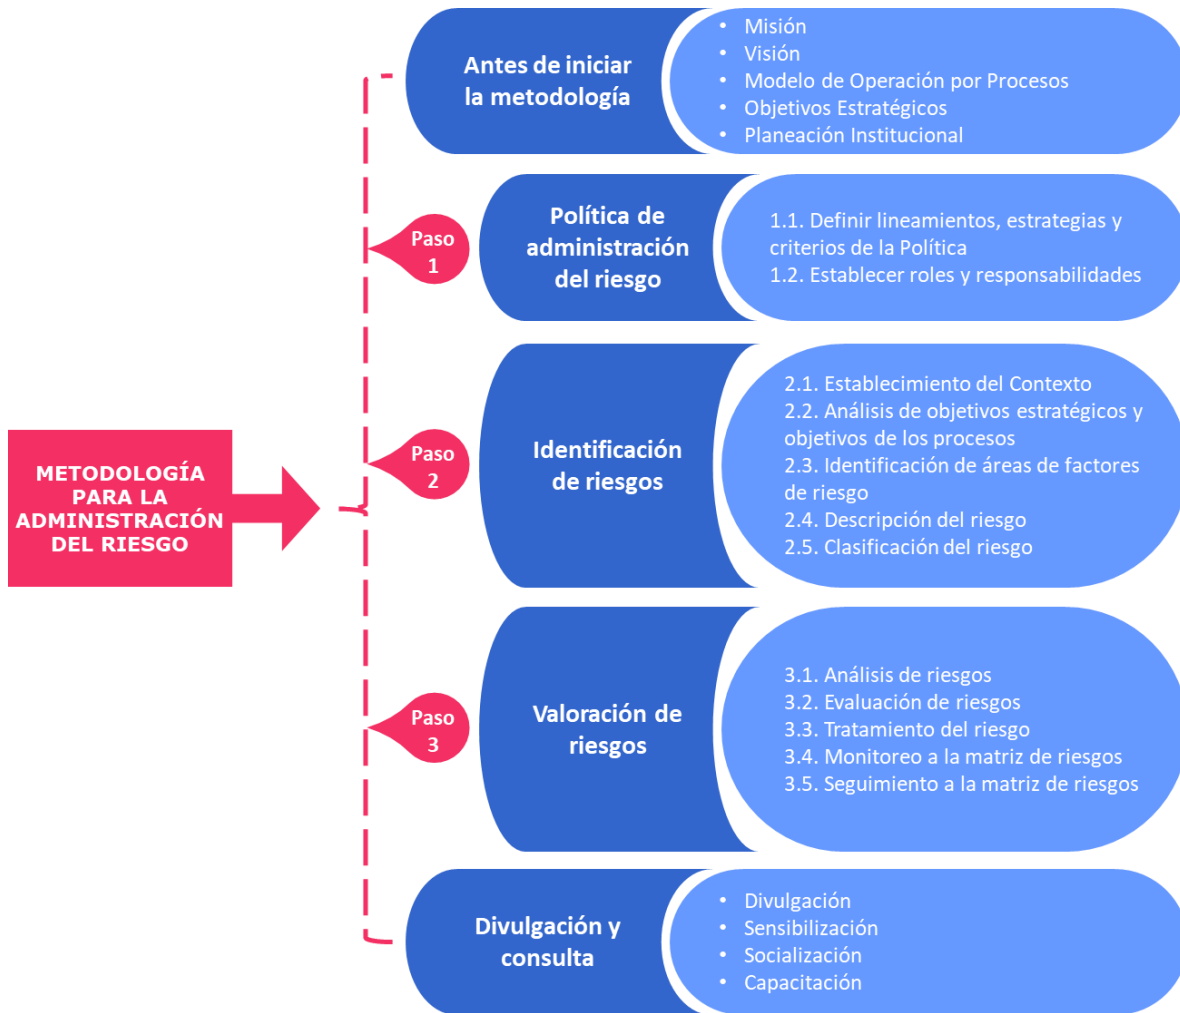 METODOLOGÍA
PARA LA
ADMINISTRACIÓN
DEL RIESGO
Antes de iniciar
la metodología
• Misión
• Visión
• Modelo de Operación por Procesos
• Objetivos Estratégicos
• Planeación Institucional
Paso
1
Política de
administración
del riesgo
1.1. Definir lineamientos, estrategias y
criterios de la Política
1.2. Establecer roles y responsabilidades
Paso
2
Identificación
de riesgos
2.1. Establecimiento del Contexto
2.2. Análisis de objetivos estratégicos y
objetivos de los procesos
2.3. Identificación de áreas de factores
de riesgo
2.4. Descripción del riesgo
2.5. Clasificación del riesgo
Paso
3
Valoración de
riesgos
3.1. Análisis de riesgos
3.2. Evaluación de riesgos
3.3. Tratamiento del riesgo
3.4. Monitoreo a la matriz de riesgos
3.5. Seguimiento a la matriz de riesgos
Divulgación y
consulta
• Divulgación
• Sensibilización
• Socialización
• Capacitación